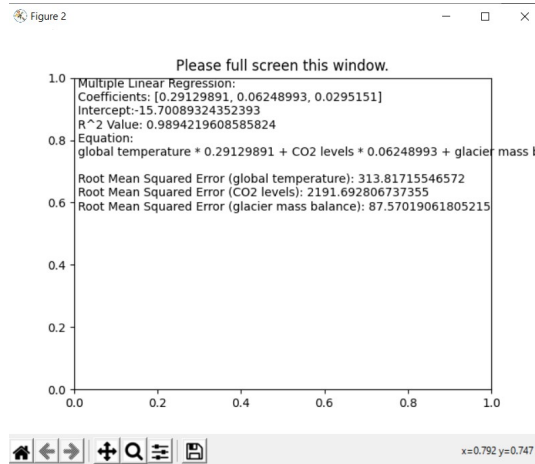 Figure 2
Please full screen this window.
1.0
Multiple Linear Regression:
Coefficients: [0.29129891, 0.06248993, 0.0295151]
Intercept:-15.70089324352393
R^2 Value: 0.9894219608585824
0.8
Equation:
global temperature * 0.29129891 + CO2 levels * 0.06248993 + glacier mass b
Root Mean Squared Error (global temperature): 313.81715546572
Root Mean Squared Error (CO2 levels): 2191.692806737355
0.6
Root Mean Squared Error (glacier mass balance): 87.57019061805215
0.4
0.2
0.0
0.0 0.2 0.4 0.6 0.8 1.0
x=0.792 y=0.747